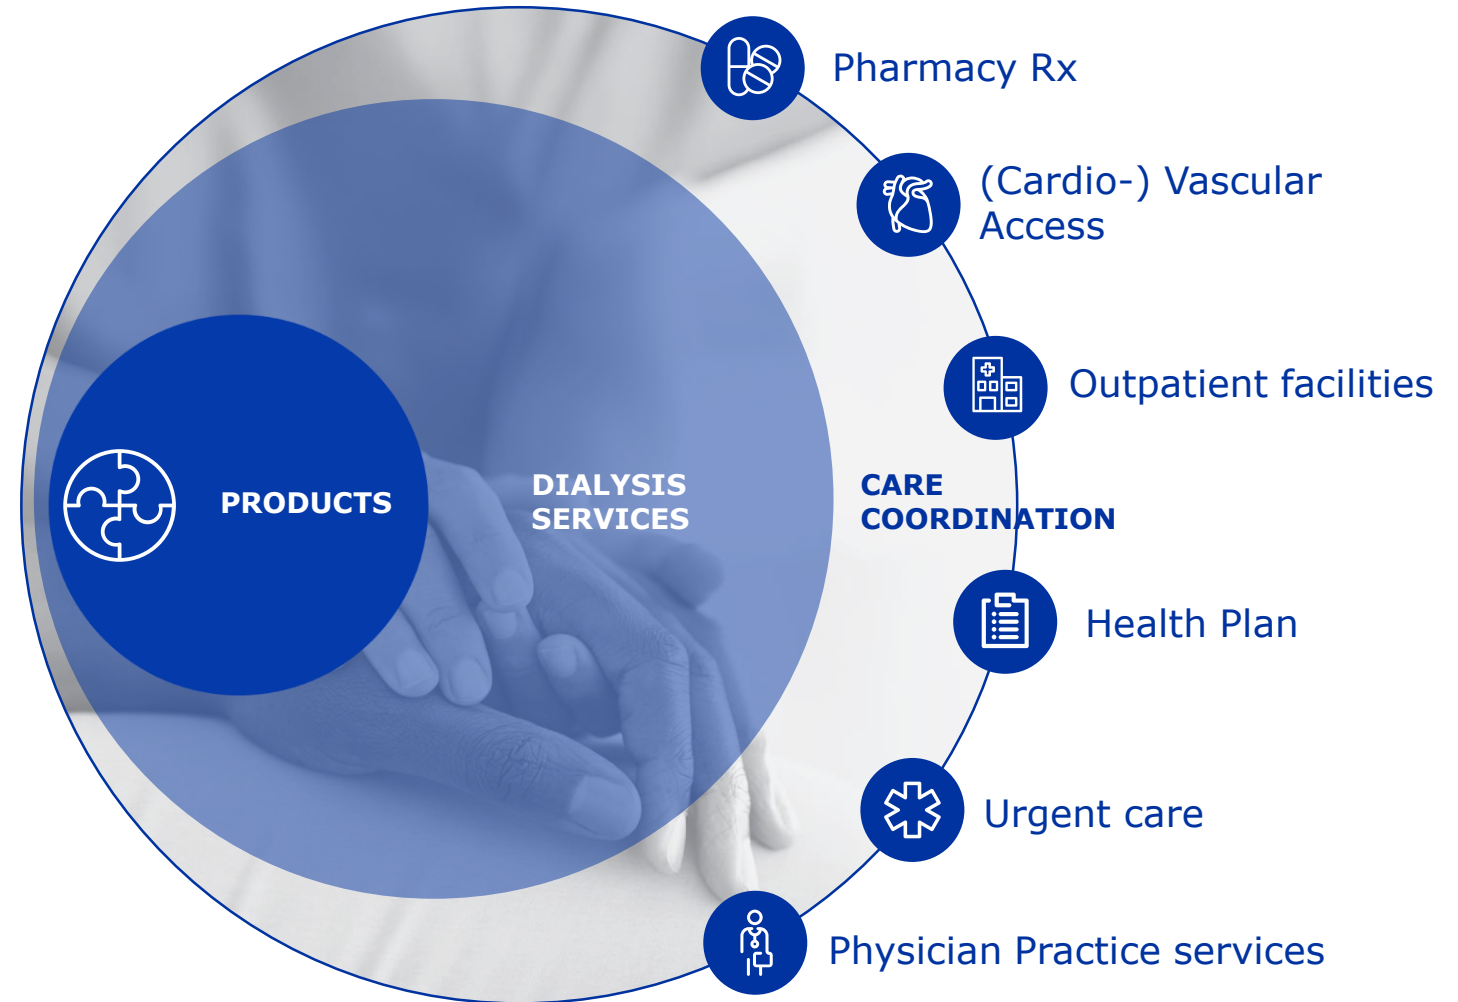 Pharmacy Rx
(Cardio-) Vascular
Access
Outpatient facilities
PRODUCTS
DIALYSIS
SERVICES
CARE
COORDINATION
Health Plan
Urgent care
Physician Practice services